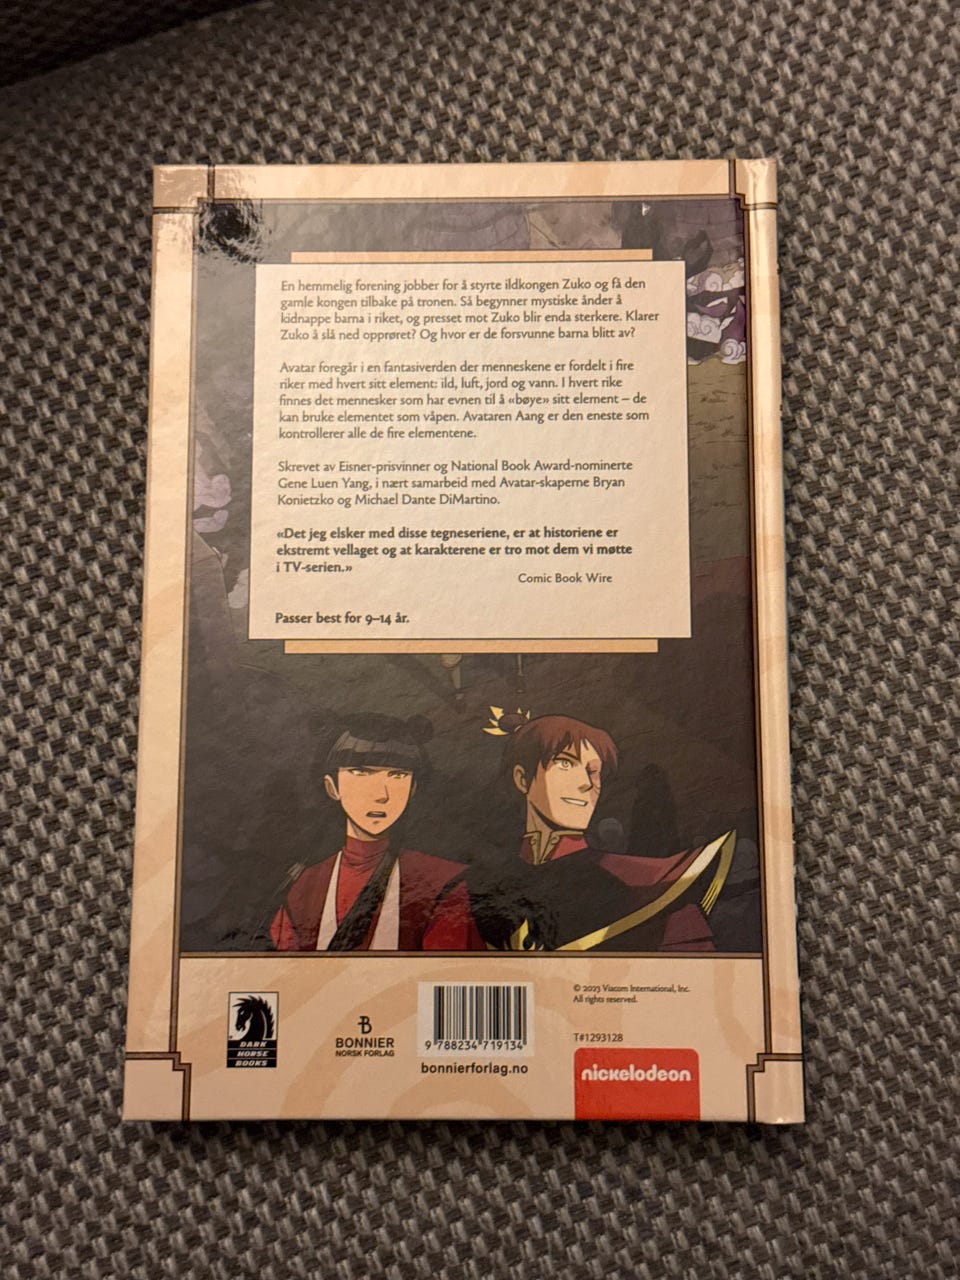 En hemmelig forening jobber for å styrte ildkongen Zuko og få den
gamle kongen tilbake på tronen. Så begynner mystiske ånder å
kidnappe barna i riket, og presset mot Zuko blir enda sterkere. Klarer
Zuko å slå ned opprøret? Og hvor er de forsvunne barna blitt av?
Avatar foregår i en fantasiverden der menneskene er fordelt i fire
riker med hvert sitt element: ild, luft, jord og vann. I hvert rike
finnes det mennesker som har evnen til å «bøye» sitt element – de
kan bruke elementet som våpen. Avataren Aang er den eneste som
kontrollerer alle de fire elementene.
Skrevet av Eisner-prisvinner og National Book Award-nominerte
Gene Luen Yang, i nært samarbeid med Avatar-skaperne Bryan
Konietzko og Michael Dante DiMartino.
«Det jeg elsker med disse tegneseriene, er at historiene er
ekstremt vellaget og at karakterene er tro mot dem vi møtte
i TV-serien.»
Comic Book Wire
Passer best for 9–14 år.
DARK
HORSE
BOOKS
BONNIER
NORSK FORLAG
9 788234 719134
bonnierforlag.no
© 2023 Viacom International, Inc.
All rights reserved.
T#1293128
nickelodeon